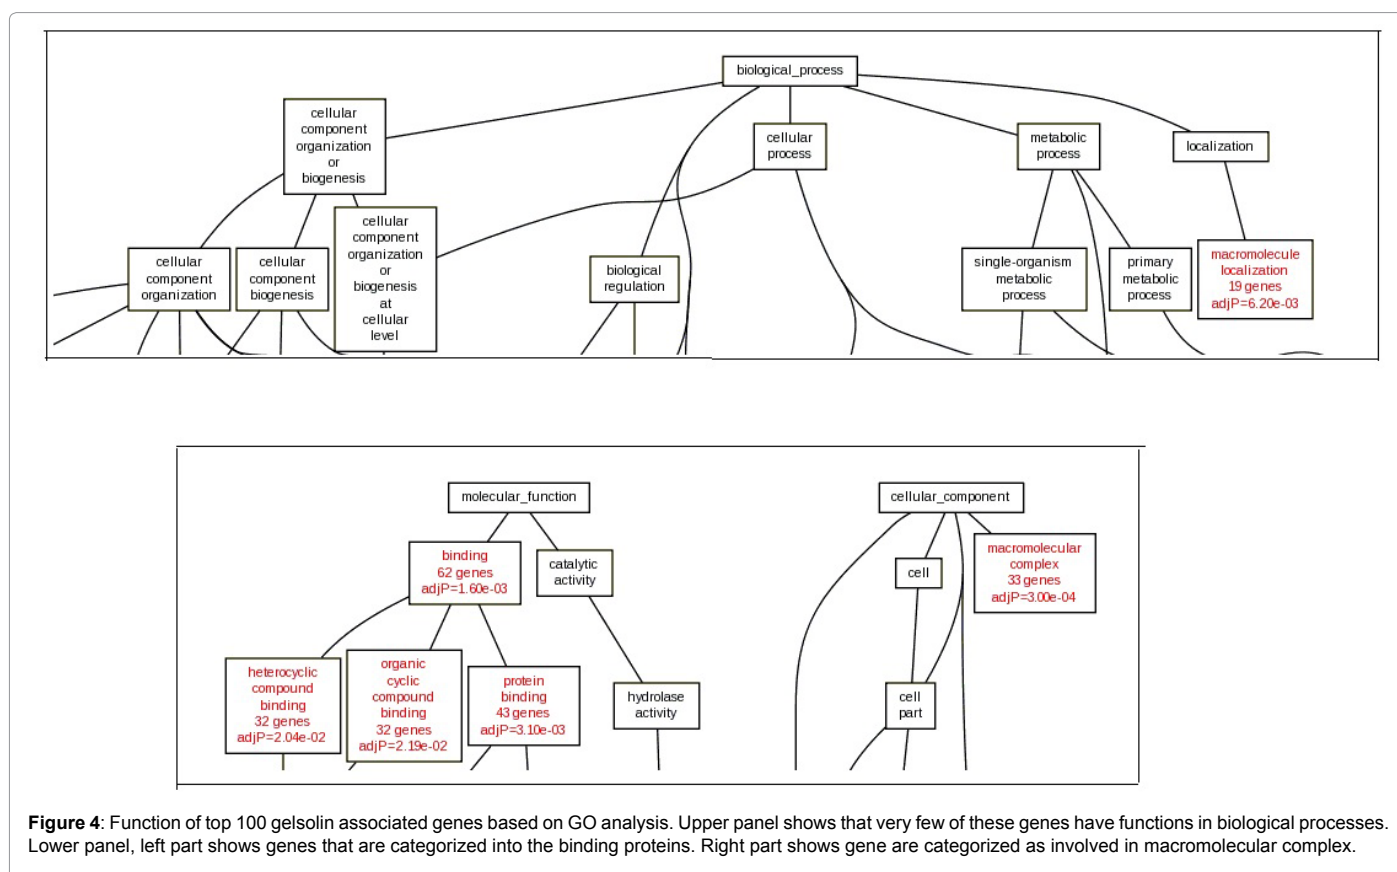 biological_process
cellular
component
organization
or
biogenesis
cellular
process
metabolic
process
localization
cellular
component
organization
cellular
component
biogenesis
cellular
component
organization
or
biogenesis
at
cellular
level
biological
regulation
single-organism
metabolic
process
primary
metabolic
process
macromolecule
localization
19 genes
adjP=6.20e-03
molecular_function
cellular_component
binding
62 genes
adjP=1.60e-03
catalytic
activity
cell
macromolecular
complex
33 genes
adjP=3.00e-04
heterocyclic
compound
binding
32 genes
adjP=2.04e-02
organic
cyclic
compound
binding
32 genes
adjP=2.19e-02
protein
binding
43 genes
adjP=3.10e-03
hydrolase
activity
cell
part
Figure 4: Function of top 100 gelsolin associated genes based on GO analysis. Upper panel shows that very few of these genes have functions in biological processes.
Lower panel, left part shows genes that are categorized into the binding proteins. Right part shows gene are categorized as involved in macromolecular complex.